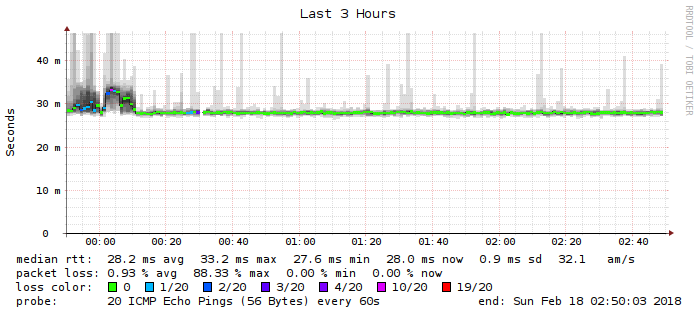 Last 3 Hours
RRDTOOL / TOBI OETIKER
Seconds
40 m
30 m
20 m
10 m
0
00:00 00:20 00:40 01:00 01:20 01:40 02:00 02:20 02:40
median rtt: 28.2 ms avg 33.2 ms max 27.6 ms min 28.0 ms now 0.9 ms sd 32.1 am/s
packet loss: 0.93 % avg 88.33 % max 0.00 % min 0.00 % now
loss color: 0 1/20 2/20 3/20 4/20 10/20 19/20
probe: 20 ICMP Echo Pings (56 Bytes) every 60s end: Sun Feb 18 02:50:03 2018